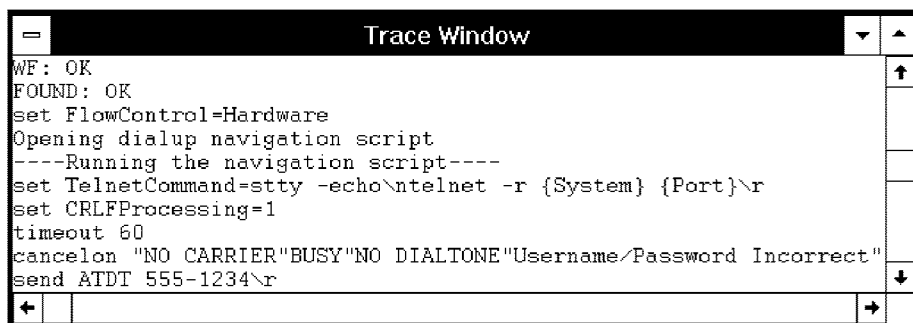 Trace Window
WF: OK
FOUND: OK
set FlowControl=Hardware
Opening dialup navigation script
----Running the navigation script----
set TelnetCommand=stty -echo\ntelnet -r {System} {Port}\r
set CRLFProcessing=1
timeout 60
cancelon "NO CARRIER"BUSY"NO DIALTONE"Username/Password Incorrect"
send ATDT 555-1234\r